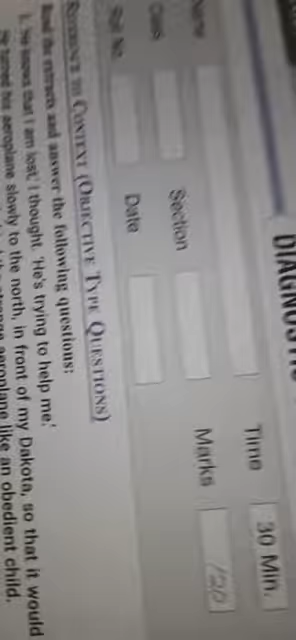 DIAGNOSTIC
Name
Time 30 Min.
Class Section Marks /20
Roll No. Date
REFERENCE TO CONTEXT (OBJECTIVE TYPE QUESTIONS)
Read the extracts and answer the following questions:
1. 'He knows that I am lost,' I thought. 'He's trying to help me.'
He turned his aeroplane slowly to the north, in front of my Dakota, so that it would
strange aeroplane like an obedient child.